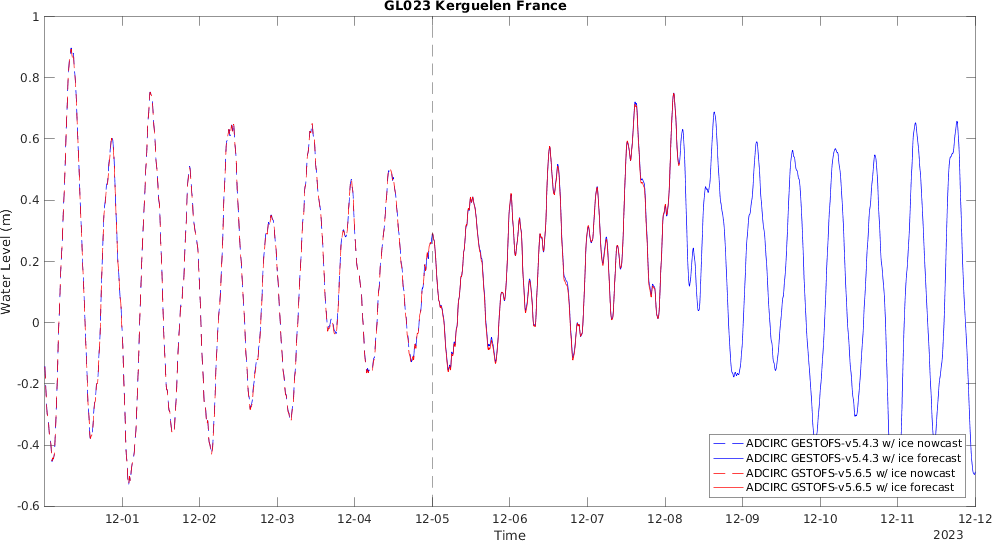 GL023 Kerguelen France
1
0.8
0.6
0.4
0.2
0
-0.2
-0.4
-0.6
Water Level (m)
ADCIRC GESTOFS-v5.4.3 w/ ice nowcast
ADCIRC GESTOFS-v5.4.3 w/ ice forecast
ADCIRC GSTOFS-v5.6.5 w/ ice nowcast
ADCIRC GSTOFS-v5.6.5 w/ ice forecast
12-01 12-02 12-03 12-04 12-05 12-06 12-07 12-08 12-09 12-10 12-11 12-12
Time
2023